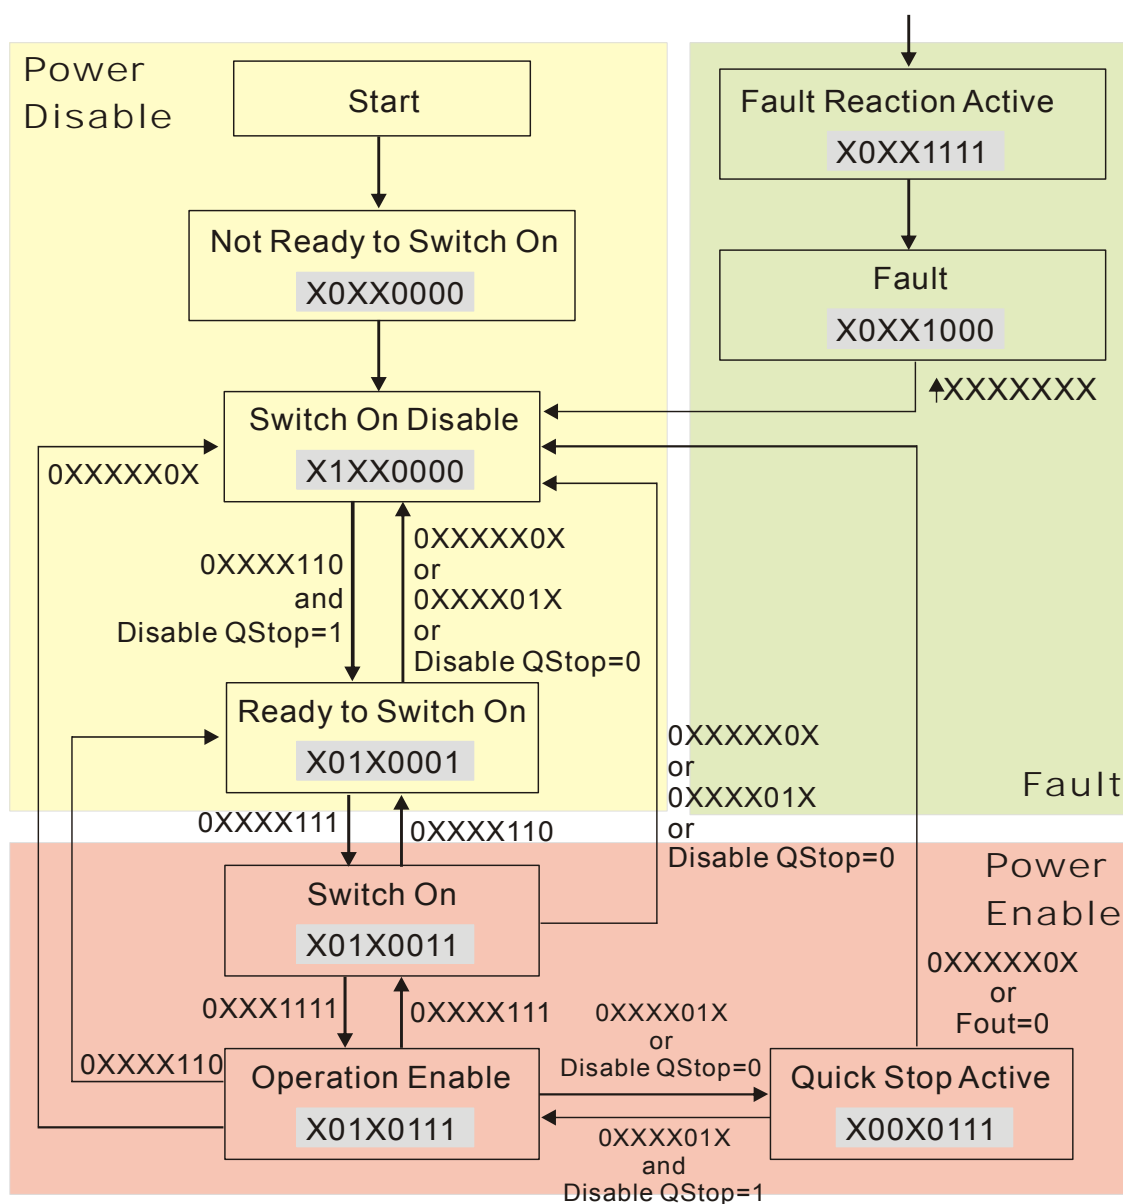 Power
Disable
Start
Not Ready to Switch On
X0XX0000
Switch On Disable
X1XX0000
0XXXXX0X
0XXXX110
and
Disable QStop=1
0XXXXX0X
or
0XXXX01X
or
Disable QStop=0
Ready to Switch On
X01X0001
0XXXX111
0XXXX110
Fault Reaction Active
X0XX1111
Fault
X0XX1000
XXXXXXX
Fault
0XXXXX0X
or
0XXXX01X
or
Disable QStop=0
Power
Enable
Switch On
X01X0011
0XXX1111
0XXXX111
0XXXX110
Operation Enable
X01X0111
0XXXX01X
or
Disable QStop=0
0XXXX01X
and
Disable QStop=1
0XXXXX0X
or
Fout=0
Quick Stop Active
X00X0111